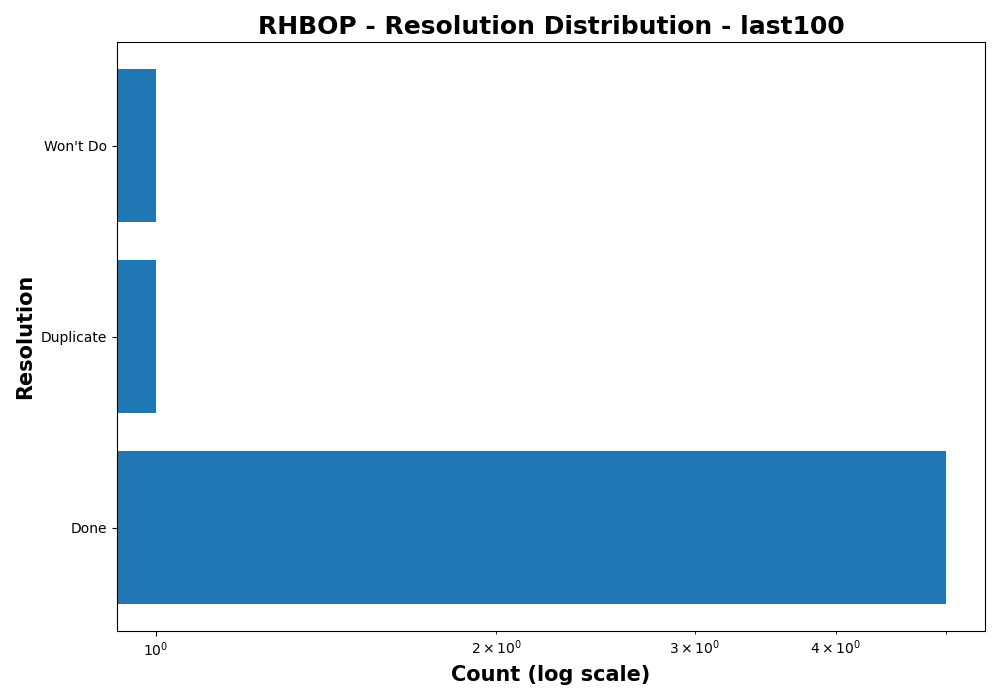 RHBOP - Resolution Distribution - last100
Won't Do
Duplicate
Done
Resolution
10⁰
2 × 10⁰
3 × 10⁰
4 × 10⁰
Count (log scale)